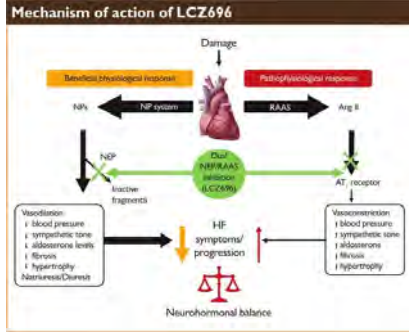 Mechanism of action of LCZ696
Damage
Beneficial physiological response
Pathophysiological response
NPs
NP system
RAAS
Ang II
NEP
Inactive
fragments
Dual
NEP/RAAS
inhibition
(LCZ696)
AT₁ receptor
Vasodilation
↓ blood pressure
↓ sympathetic tone
↓ aldosterone levels
↓ fibrosis
↓ hypertrophy
Natriuresis/Diuresis
HF
symptoms/
progression
Vasoconstriction
↑ blood pressure
↑ sympathetic tone
↑ aldosterone
↑ fibrosis
↑ hypertrophy
Neurohormonal balance